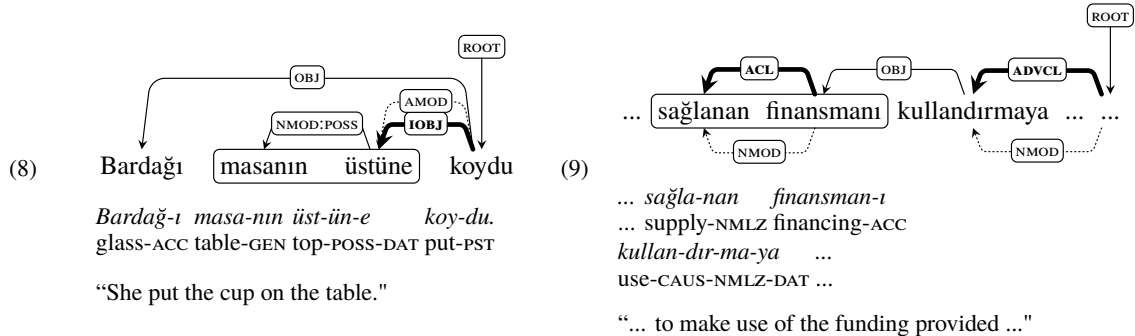 ROOT
OBJ
AMOD
NMOD:POSS
IOBJ
(8)
Bardağı masanın üstüne koydu
Bardağ-ı masa-nın üst-ün-e koy-du.
glass-ACC table-GEN top-POSS-DAT put-PST
“She put the cup on the table."
ROOT
ACL
OBJ
ADVCL
(9)
... sağlanan finansmanı kullandırmaya ... ...
NMOD
NMOD
... sağla-nan finansman-ı
... supply-NMLZ financing-ACC
kullan-dır-ma-ya ...
use-CAUS-NMLZ-DAT ...
“... to make use of the funding provided ..."